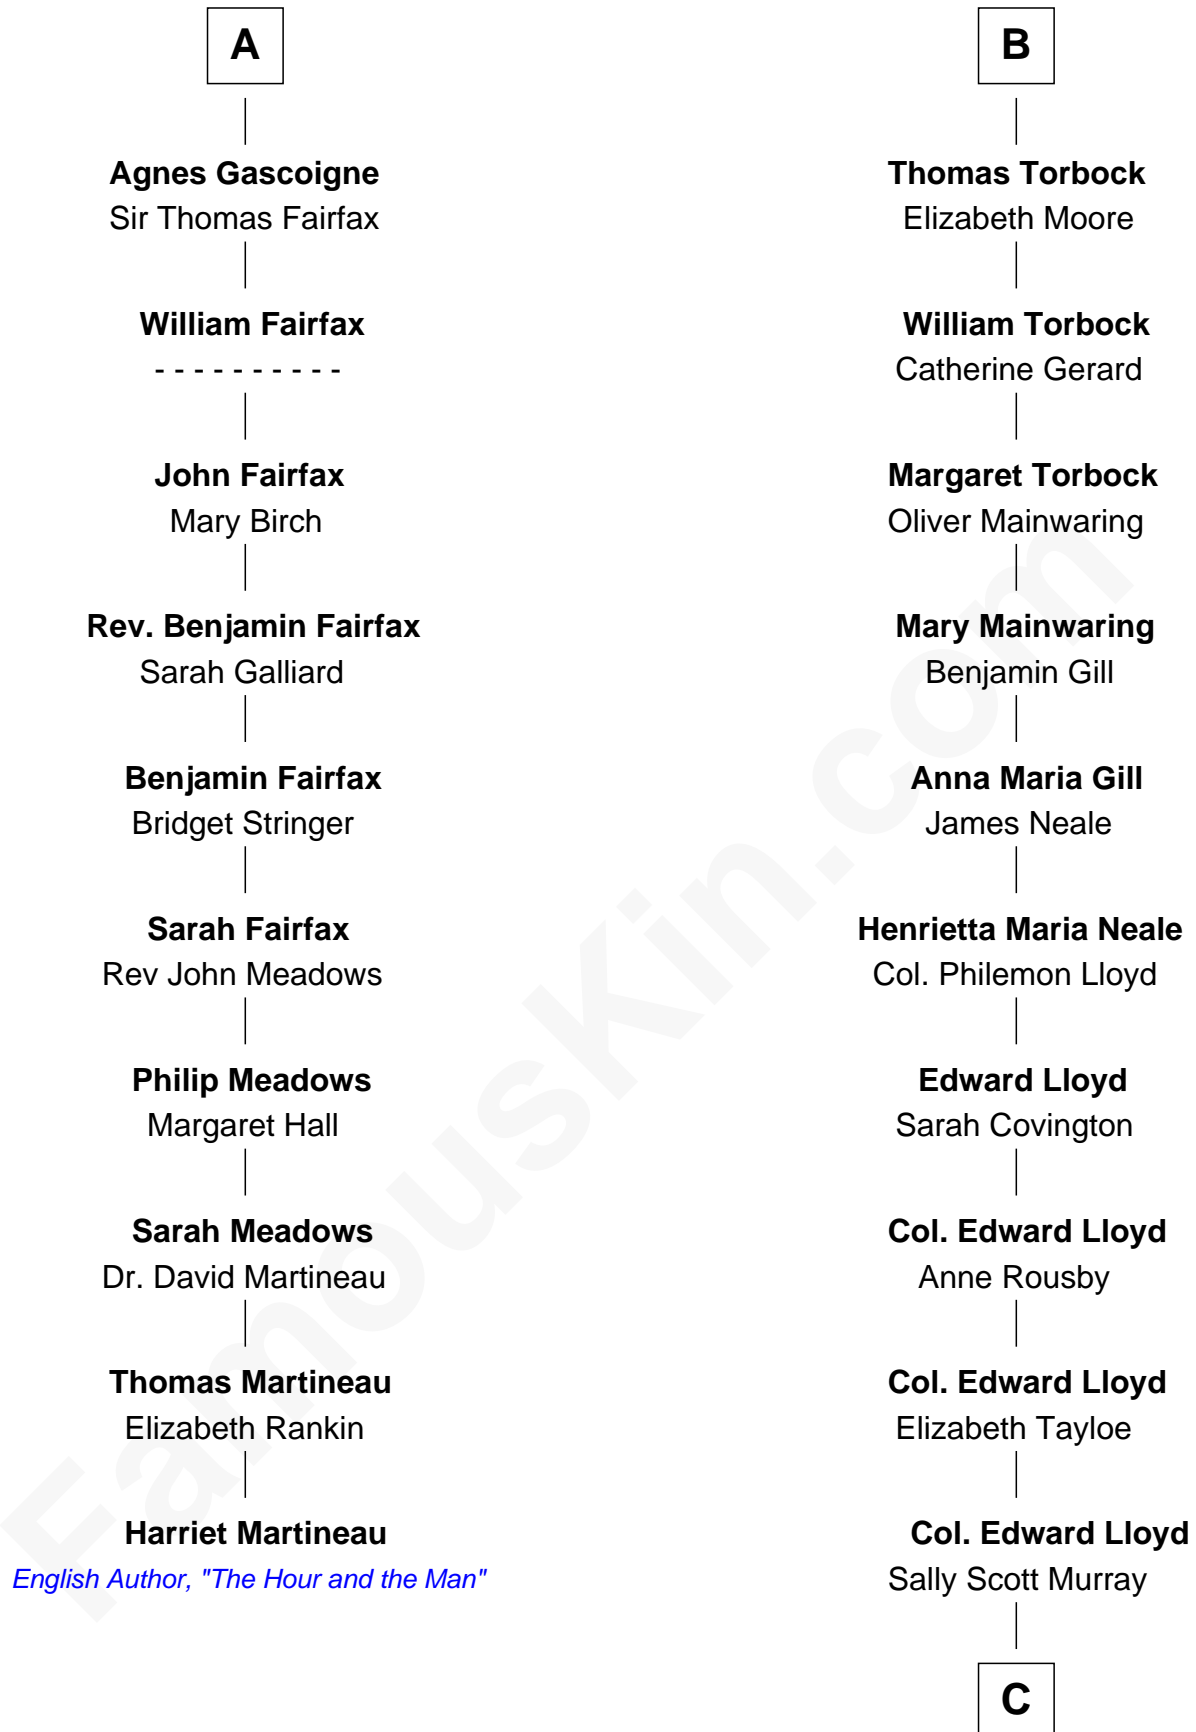 A
Agnes Gascoigne
Sir Thomas Fairfax
William Fairfax
- - - - - - - - - -
John Fairfax
Mary Birch
Rev. Benjamin Fairfax
Sarah Galliard
Benjamin Fairfax
Bridget Stringer
Sarah Fairfax
Rev John Meadows
Philip Meadows
Margaret Hall
Sarah Meadows
Dr. David Martineau
Thomas Martineau
Elizabeth Rankin
Harriet Martineau
English Author, "The Hour and the Man"
B
Thomas Torbock
Elizabeth Moore
William Torbock
Catherine Gerard
Margaret Torbock
Oliver Mainwaring
Mary Mainwaring
Benjamin Gill
Anna Maria Gill
James Neale
Henrietta Maria Neale
Col. Philemon Lloyd
Edward Lloyd
Sarah Covington
Col. Edward Lloyd
Anne Rousby
Col. Edward Lloyd
Elizabeth Tayloe
Col. Edward Lloyd
Sally Scott Murray
C
FamousKin.com